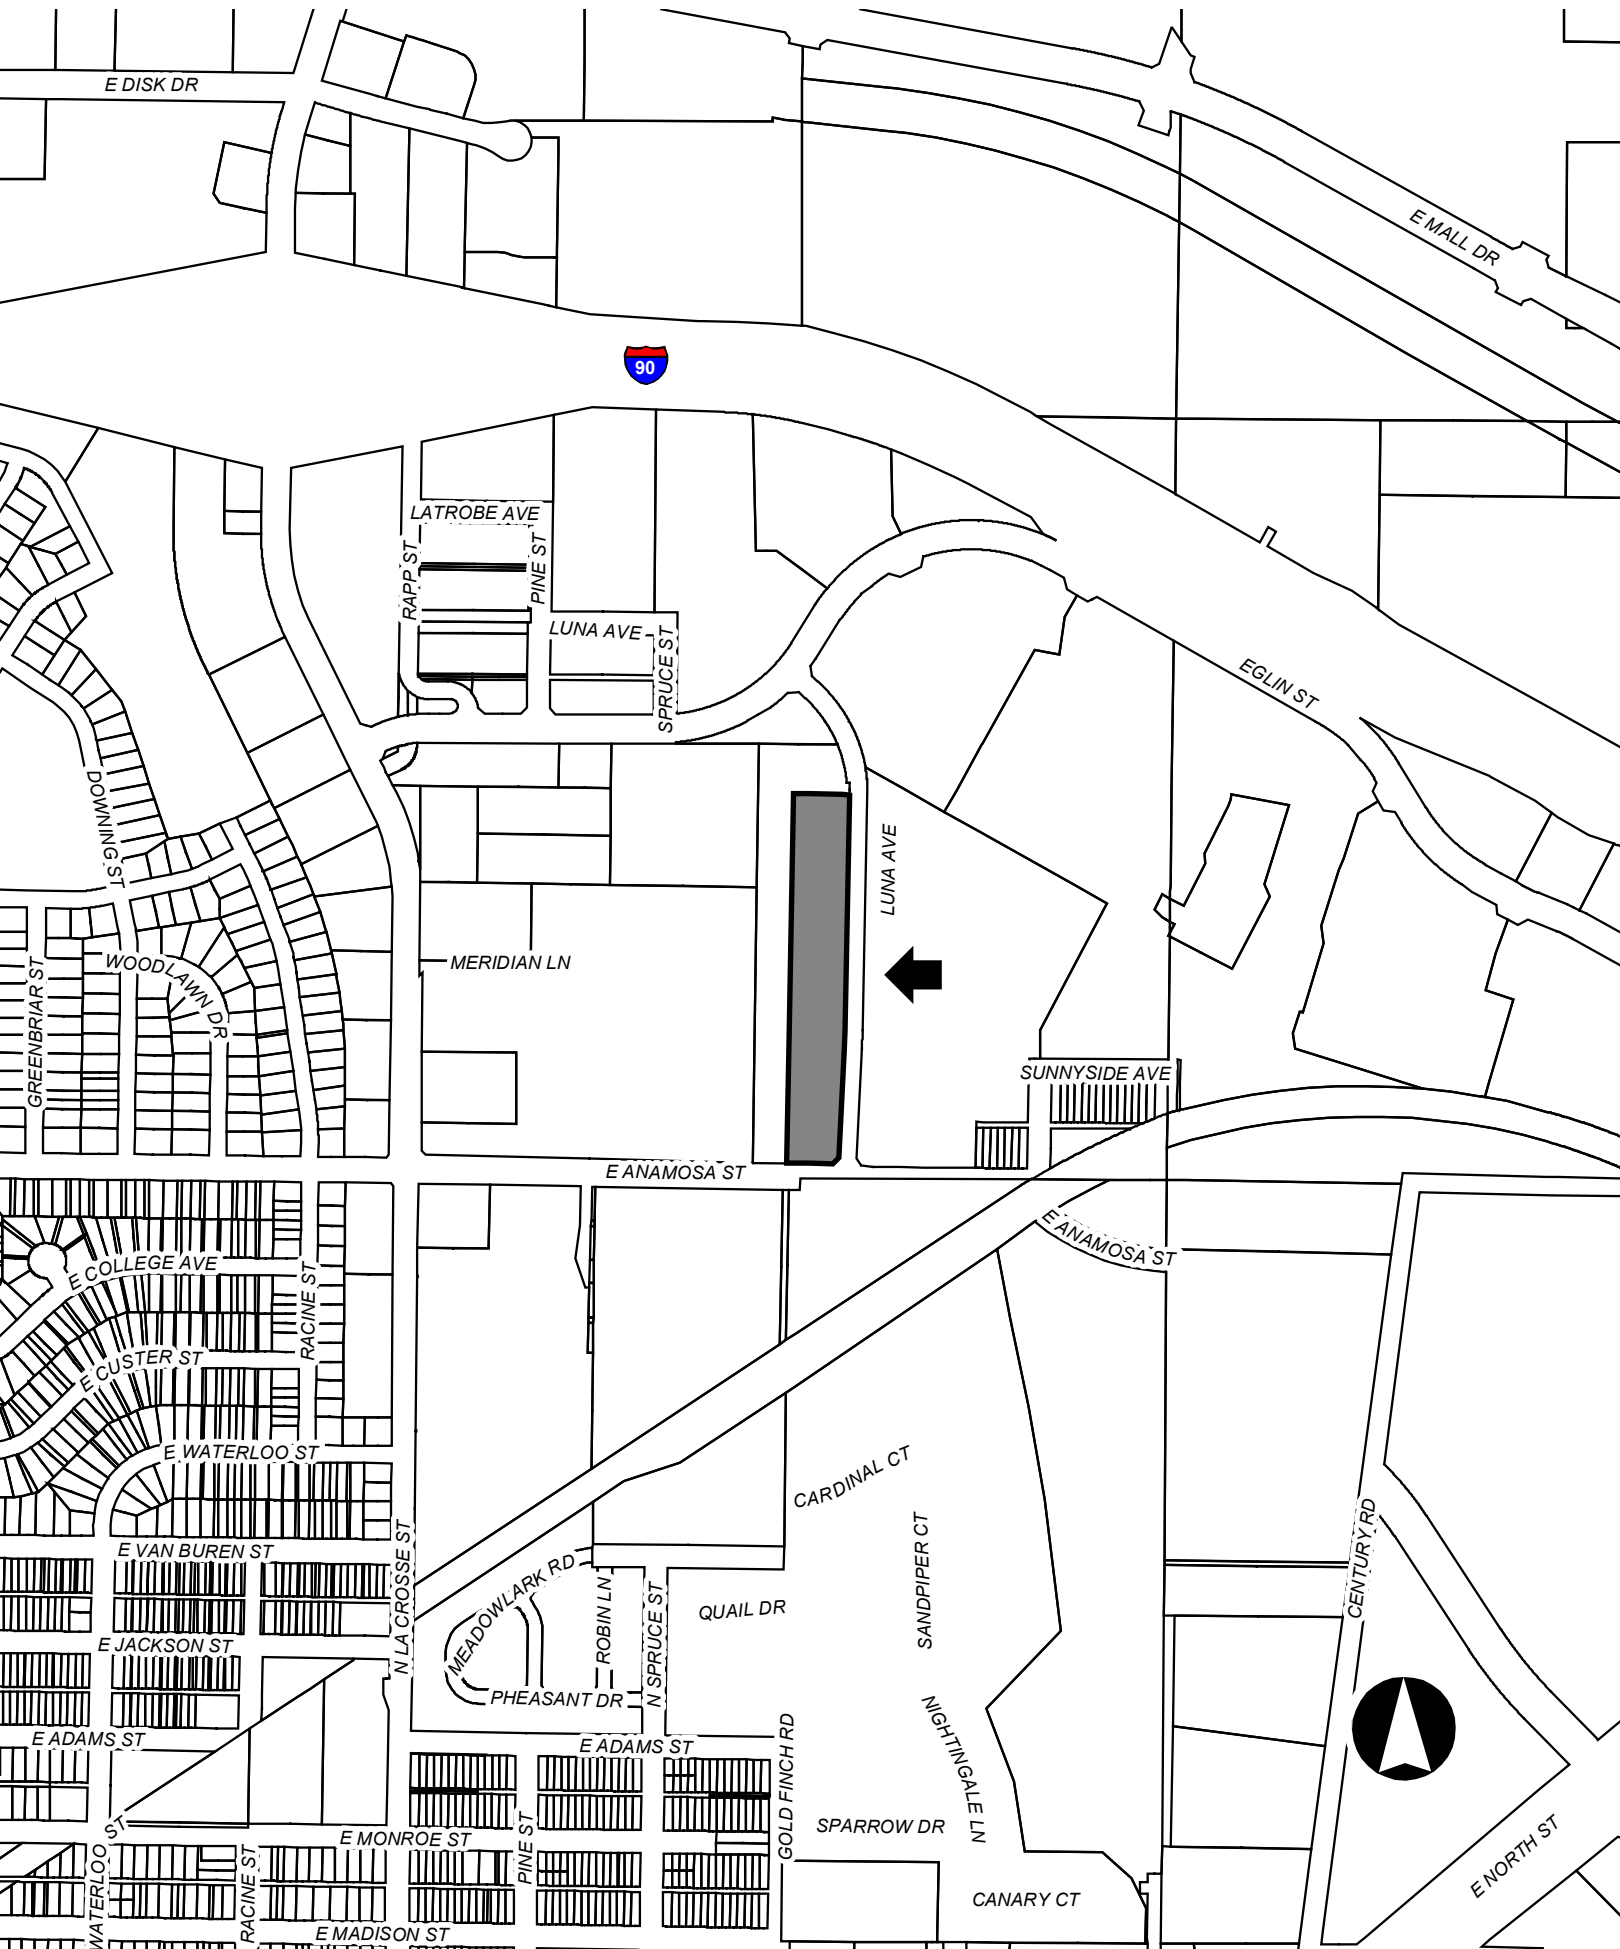 E DISK DR
E MALL DR
90
LATROBE AVE
RAPP ST
PINE ST
LUNA AVE
SPRUCE ST
EGLIN ST
DOWNING ST
LUNA AVE
MERIDIAN LN
WOODLAWN DR
GREENBRIAR ST
SUNNYSIDE AVE
E ANAMOSA ST
E ANAMOSA ST
E COLLEGE AVE
RACINE ST
E CUSTER ST
E WATERLOO ST
CARDINAL CT
SANDPIPER CT
CENTURY RD
E VAN BUREN ST
N LA CROSSE ST
MEADOWLARK RD
ROBIN LN
N SPRUCE ST
QUAIL DR
E JACKSON ST
PHEASANT DR
NIGHTINGALE LN
E ADAMS ST
E ADAMS ST
GOLD FINCH RD
WATERLOO ST
RACINE ST
E MONROE ST
PINE ST
SPARROW DR
E NORTH ST
CANARY CT
E MADISON ST